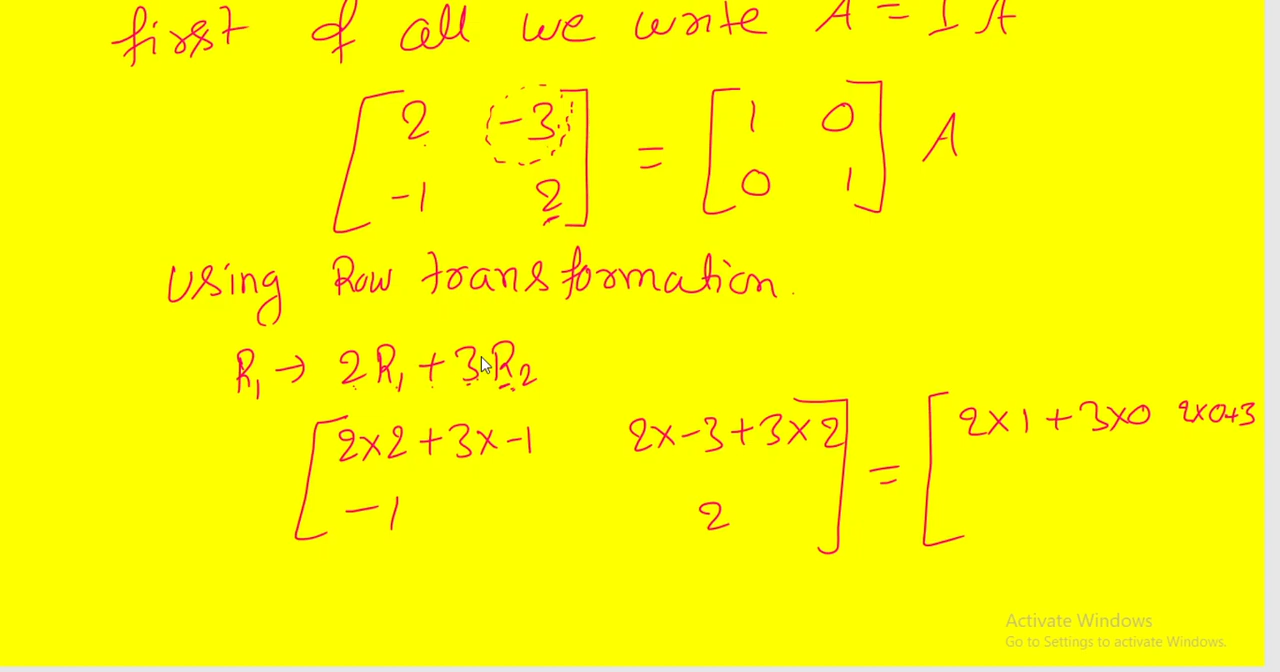 first of all we write A = I A
[2 -3 = [1 0 A
-1 2] 0 1]
Using Row transformation.
R1 → 2R1 + 3R2
[2×2+3×-1 2×-3+3×2 = [2×1+3×0 2×0+3
-1 2]
Activate Windows
Go to Settings to activate Windows.